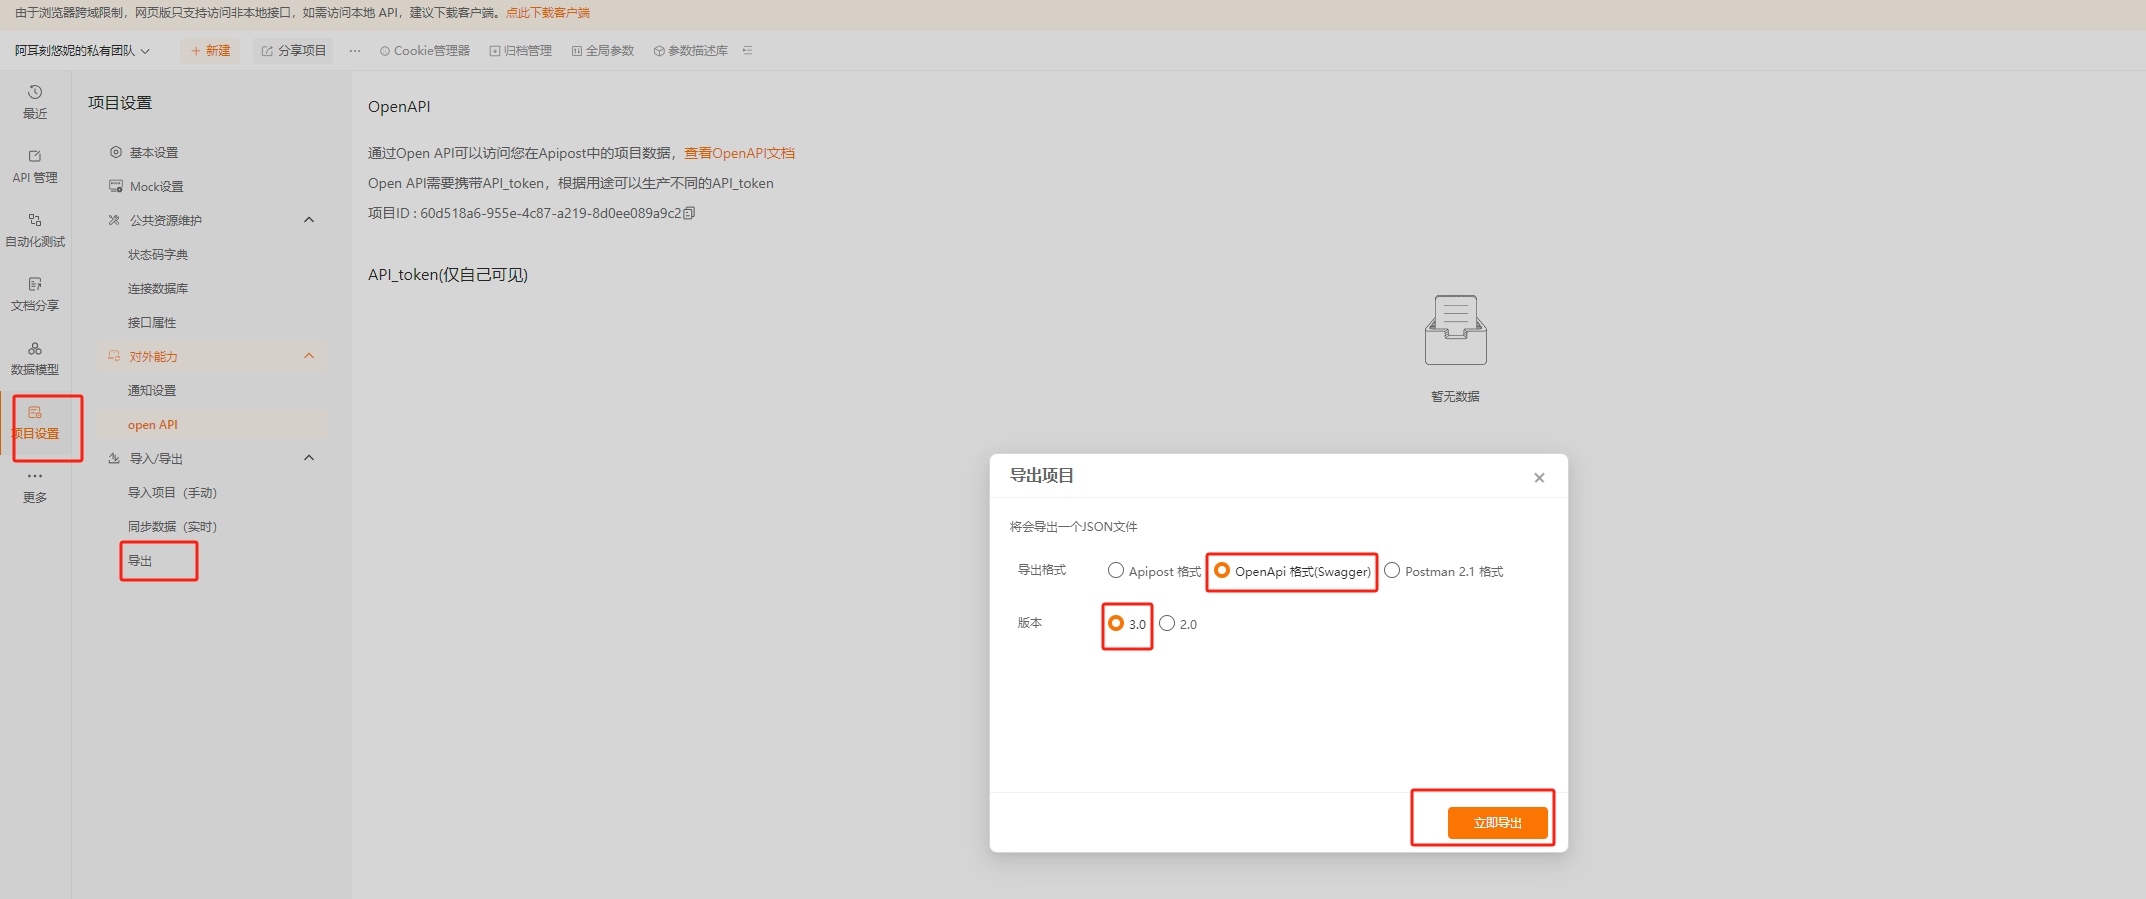 由于浏览器跨域限制，网页版只支持访问非本地接口，如需访问本地 API，建议下载客户端。点此下载客户端
阿耳刻悠妮的私有团队 + 新建 分享项目 ··· Cookie管理器 归档管理 全局参数 参数描述库
最近
API 管理
自动化测试
文档分享
数据模型
项目设置
更多
项目设置
基本设置
Mock设置
公共资源维护
状态码字典
连接数据库
接口属性
对外能力
通知设置
open API
导入/导出
导入项目（手动）
同步数据（实时）
导出
OpenAPI
通过Open API可以访问您在Apipost中的项目数据，查看OpenAPI文档
Open API需要携带API_token，根据用途可以生产不同的API_token
项目ID : 60d518a6-955e-4c87-a219-8d0ee089a9c2
API_token(仅自己可见)
暂无数据
导出项目
将会导出一个JSON文件
导出格式 Apipost 格式 OpenApi 格式(Swagger) Postman 2.1 格式
版本 3.0 2.0
立即导出